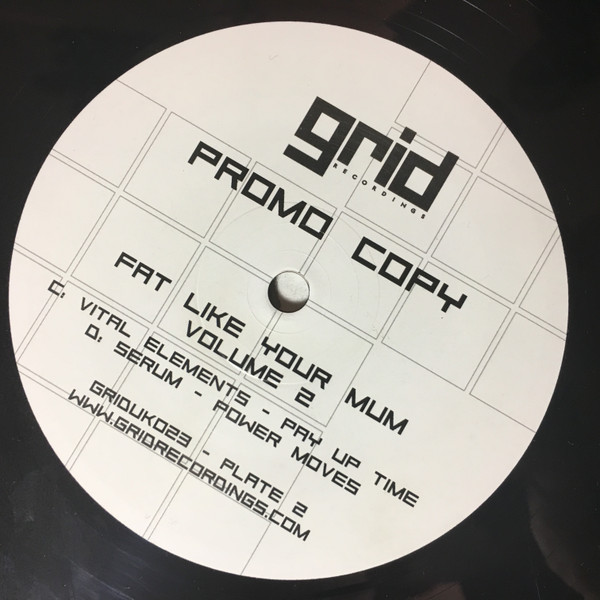 grid
RECORDINGS
PROMO COPY
FAT LIKE YOUR MUM
VOLUME 2
C: VITAL ELEMENTS - PAY UP TIME
D: SERUM - POWER MOVES
GRIDUK023 - PLATE 2
WWW.GRIDRECORDINGS.COM